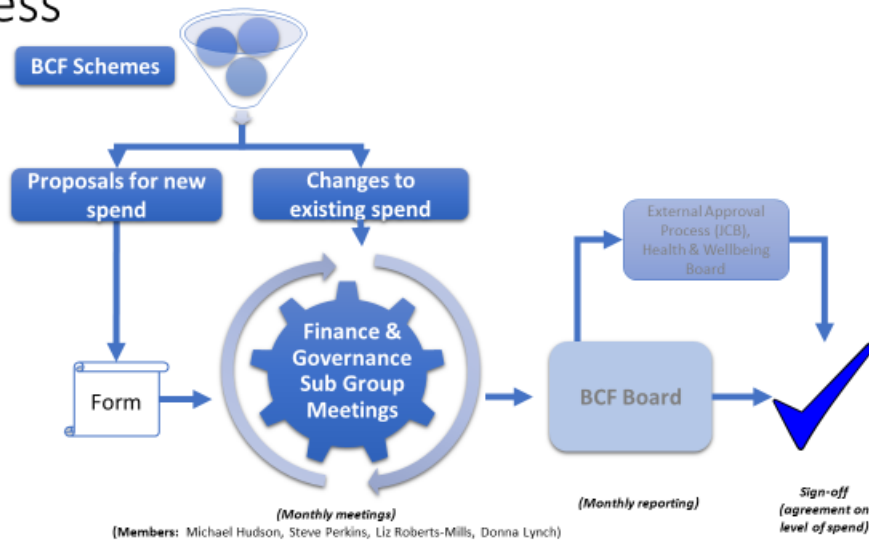 BCF Schemes
Proposals for new
spend
Changes to
existing spend
External Approval
Process (JCB),
Health & Wellbeing
Board
Finance &
Governance
Sub Group
Meetings
Form
BCF Board
(Monthly meetings)
(Members: Michael Hudson, Steve Perkins, Liz Roberts-Mills, Donna Lynch)
(Monthly reporting)
Sign-off
(agreement on
level of spend)